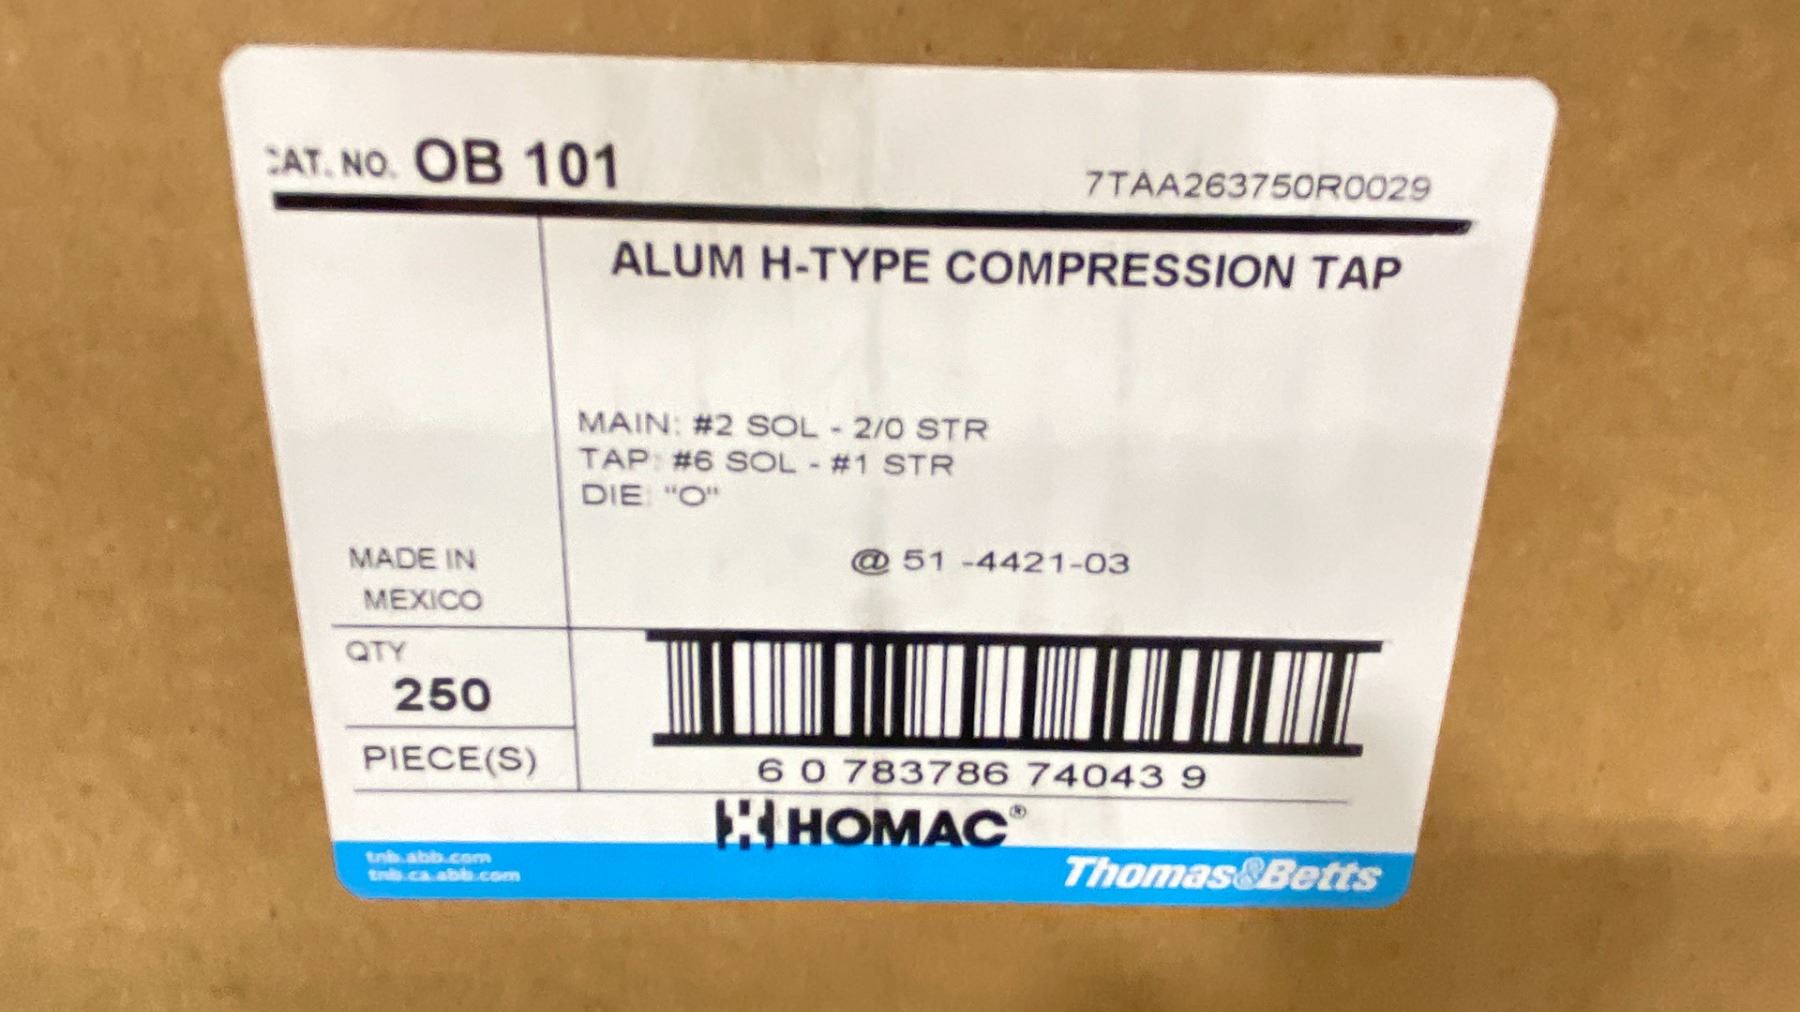 CAT. NO. OB 101
7TAA263750R0029
ALUM H-TYPE COMPRESSION TAP
MAIN: #2 SOL - 2/0 STR
TAP: #6 SOL - #1 STR
DIE: "O"
@ 51 -4421-03
MADE IN
MEXICO
QTY
250
PIECE(S)
6 0 783786 74043 9
HOMAC®
tnb.abb.com
tnb.ca.abb.com
Thomas&Betts